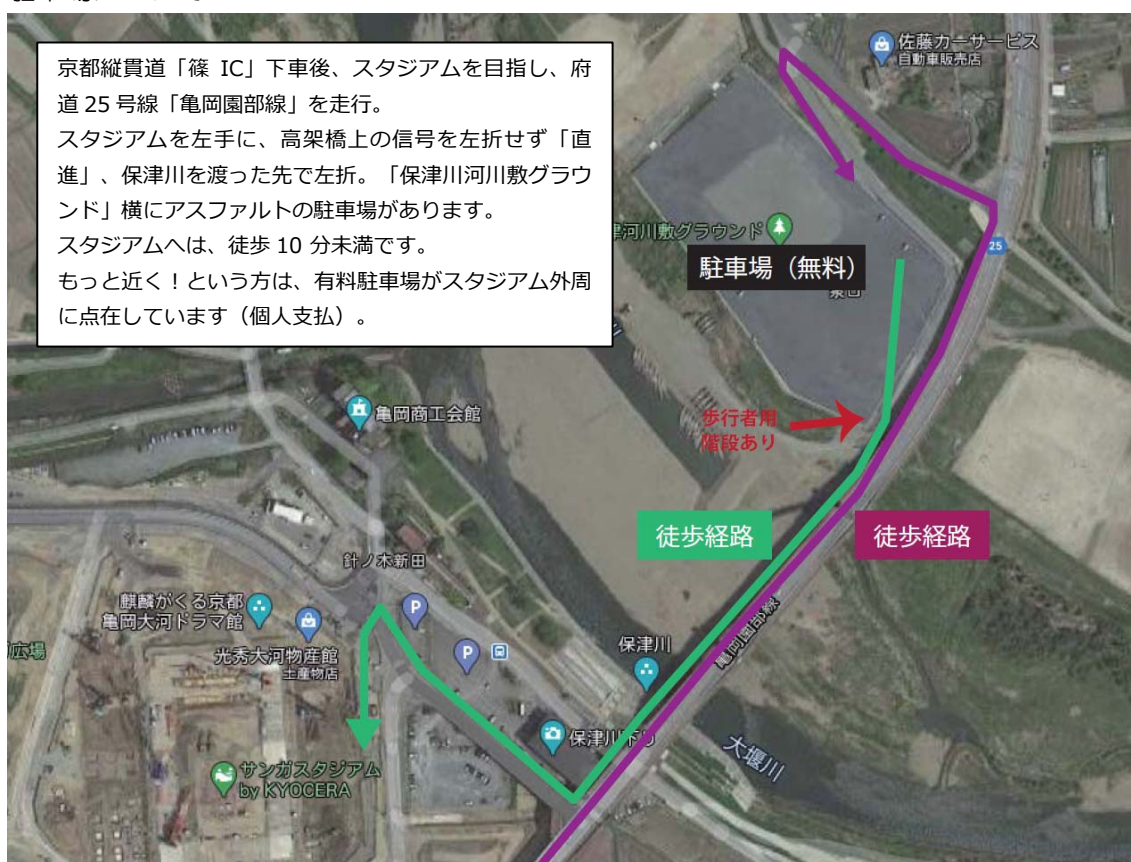 京都縦貫道「篠 IC」下車後、スタジアムを目指し、府
道 25 号線「亀岡園部線」を走行。
スタジアムを左手に、高架橋上の信号を左折せず「直
進」、保津川を渡った先で左折。「保津川河川敷グラウ
ンド」横にアスファルトの駐車場があります。
スタジアムへは、徒歩 10 分未満です。
もっと近く！という方は、有料駐車場がスタジアム外周
に点在しています（個人支払）。
佐藤カーサービス
自動車販売店
津河川敷グラウンド
25
駐車場（無料）
亀岡商工会館
歩行者用
階段あり
徒歩経路
徒歩経路
針ノ木新田
麒麟がくる京都
亀岡大河ドラマ館
P
光秀大河物産館
土産物店
P
広場
保津川
亀岡園部線
保津川下り
大堰川
サンガスタジアム
by KYOCERA